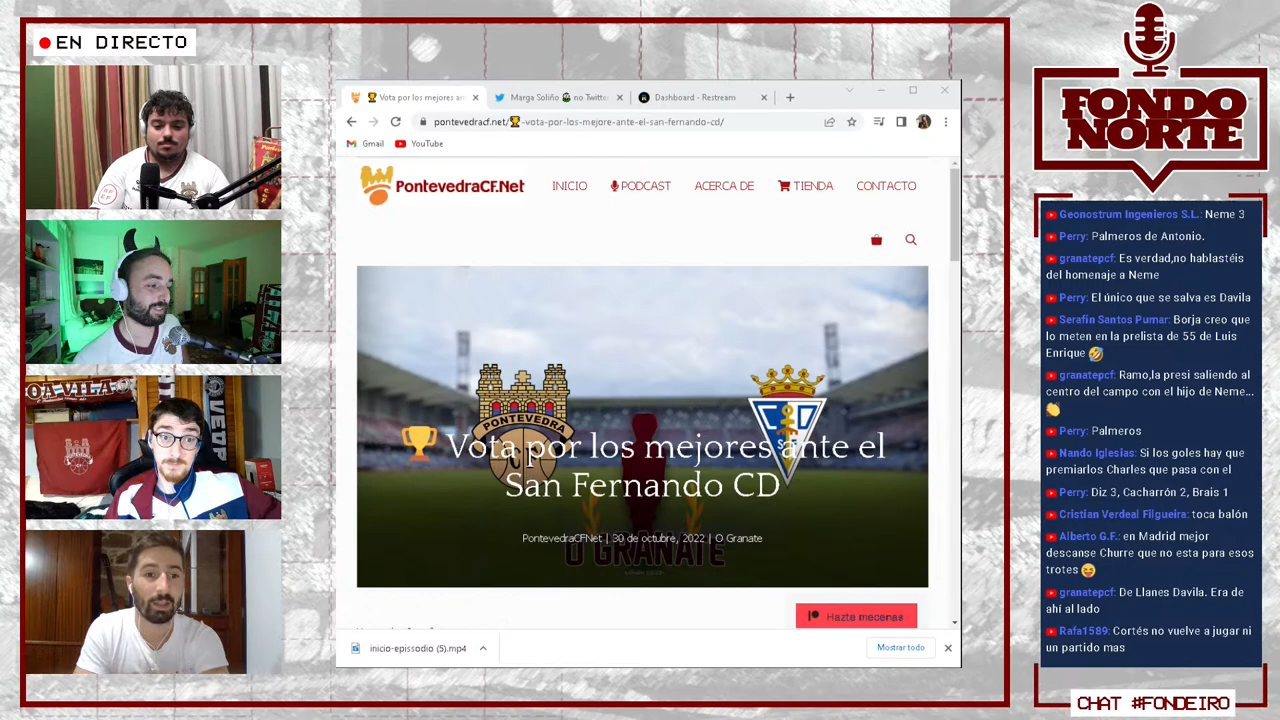 EN DIRECTO
Vota por los mejores an
Marga Soliño no Twitte
Dashboard - Restream
pontevedracf.net/🏆-vota-por-los-mejore-ante-el-san-fernando-cd/
Gmail
YouTube
PontevedraCF.Net
INICIO
PODCAST
ACERCA DE
TIENDA
CONTACTO
PONTEVEDRA
🏆 Vota por los mejores ante el
San Fernando CD
O GRANATE
PontevedraCFNet | 30 de octubre, 2022 | O Granate
Hazte mecenas
inicio-epissodio (5).mp4
Mostrar todo
FONDO
NORTE
Geonostrum Ingenieros S.L.: Neme 3
Perry: Palmeros de Antonio.
granatepcf: Es verdad,no hablastéis
del homenaje a Neme
Perry: El único que se salva es Davila
Serafín Santos Pumar: Borja creo que
lo meten en la prelista de 55 de Luis
Enrique 🤣
granatepcf: Ramo,la presi saliendo al
centro del campo con el hijo de Neme...
👏
Perry: Palmeros
Nando Iglesias: Si los goles hay que
premiarlos Charles que pasa con el
Perry: Diz 3, Cacharrón 2, Brais 1
Cristian Verdeal Filgueira: toca balón
Alberto G.F.: en Madrid mejor
descanse Churre que no esta para esos
trotes 😝
granatepcf: De Llanes Davila. Era de
ahí al lado
Rafa1589: Cortés no vuelve a jugar ni
un partido mas
CHAT #FONDEIRO